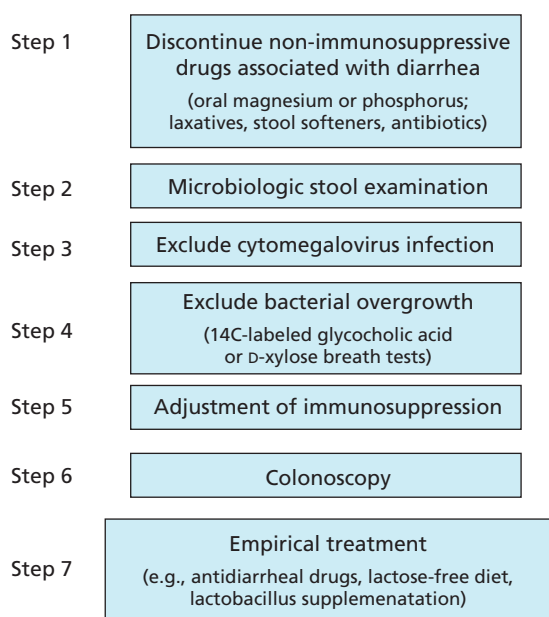 Step 1
Discontinue non-immunosuppressive
drugs associated with diarrhea
(oral magnesium or phosphorus;
laxatives, stool softeners, antibiotics)
Step 2
Microbiologic stool examination
Step 3
Exclude cytomegalovirus infection
Step 4
Exclude bacterial overgrowth
(14C-labeled glycocholic acid
or D-xylose breath tests)
Step 5
Adjustment of immunosuppression
Step 6
Colonoscopy
Step 7
Empirical treatment
(e.g., antidiarrheal drugs, lactose-free diet,
lactobacillus supplemenatation)